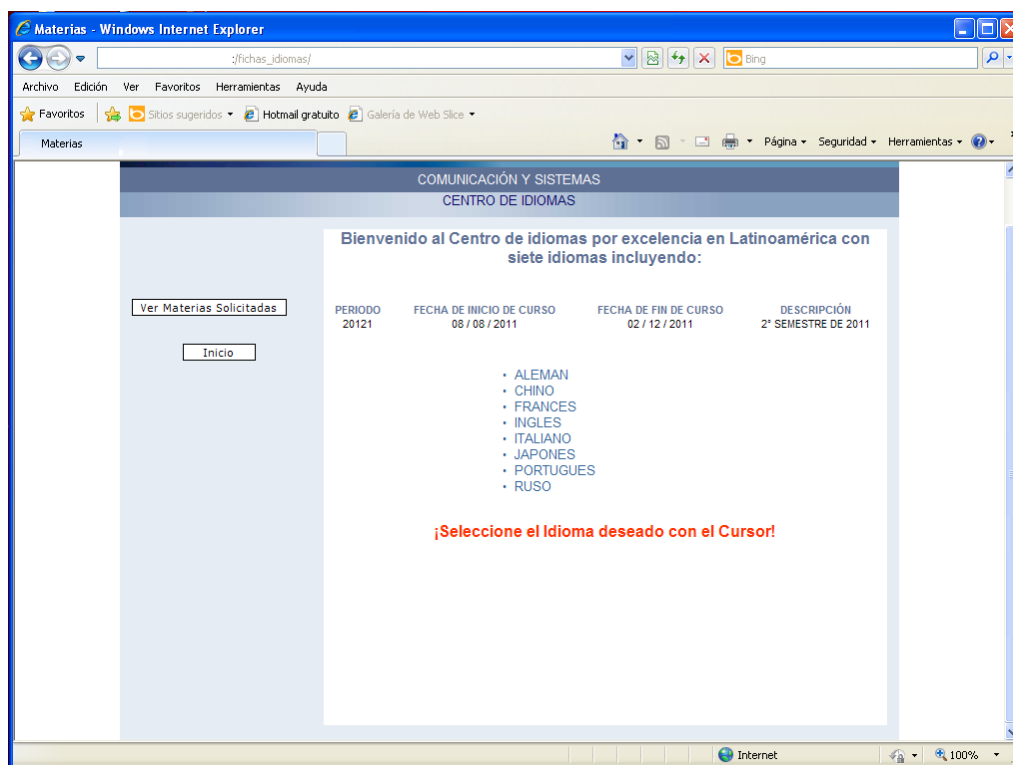 Materias - Windows Internet Explorer
:/fichas_idiomas/
Bing
Archivo Edición Ver Favoritos Herramientas Ayuda
Favoritos Sitios sugeridos Hotmail gratuito Galería de Web Slice
Materias Página Seguridad Herramientas
COMUNICACIÓN Y SISTEMAS
CENTRO DE IDIOMAS
Bienvenido al Centro de idiomas por excelencia en Latinoamérica con
siete idiomas incluyendo:
Ver Materias Solicitadas
Inicio
PERIODO FECHA DE INICIO DE CURSO FECHA DE FIN DE CURSO DESCRIPCIÓN
20121 08 / 08 / 2011 02 / 12 / 2011 2° SEMESTRE DE 2011
• ALEMAN
• CHINO
• FRANCES
• INGLES
• ITALIANO
• JAPONES
• PORTUGUES
• RUSO
¡Seleccione el Idioma deseado con el Cursor!
Internet 100%